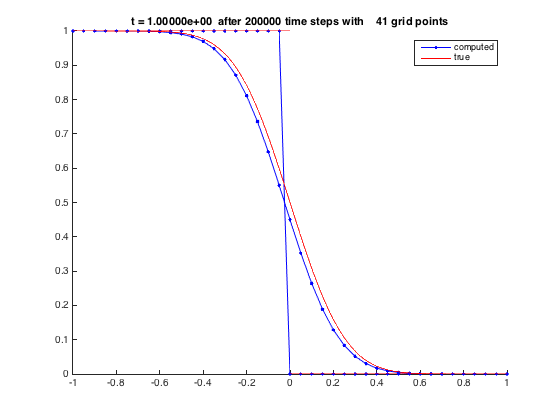 t = 1.00000e+00 after 200000 time steps with 41 grid points
computed
true
1
0.9
0.8
0.7
0.6
0.5
0.4
0.3
0.2
0.1
0
-1 -0.8 -0.6 -0.4 -0.2 0 0.2 0.4 0.6 0.8 1